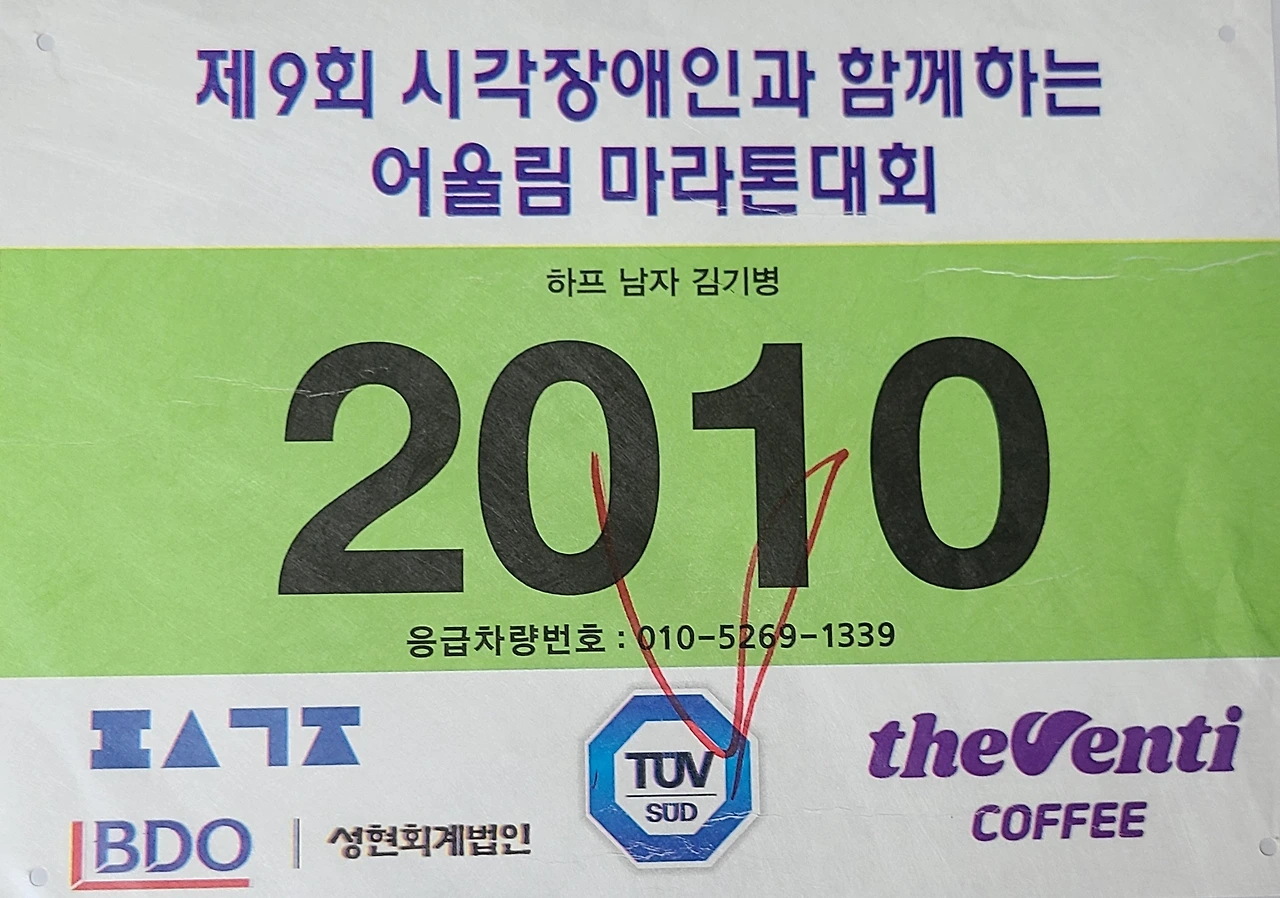 제9회 시각장애인과 함께하는
어울림 마라톤대회
하프 남자 김기병
2010
응급차량번호 : 010-5269-1339
ㅍㅅㄱㅈ
TÜV
SÜD
theVenti
COFFEE
BDO | 성현회계법인